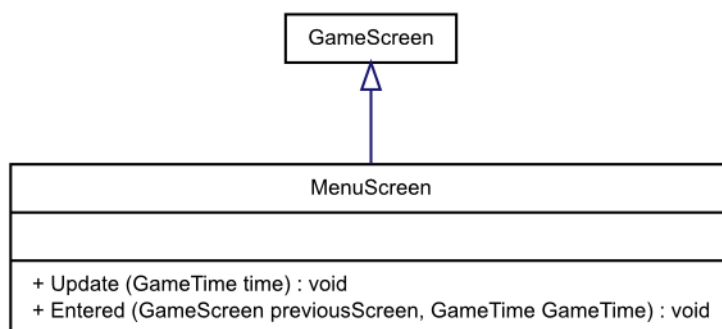 GameScreen
MenuScreen
+ Update (GameTime time) : void
+ Entered (GameScreen previousScreen, GameTime GameTime) : void